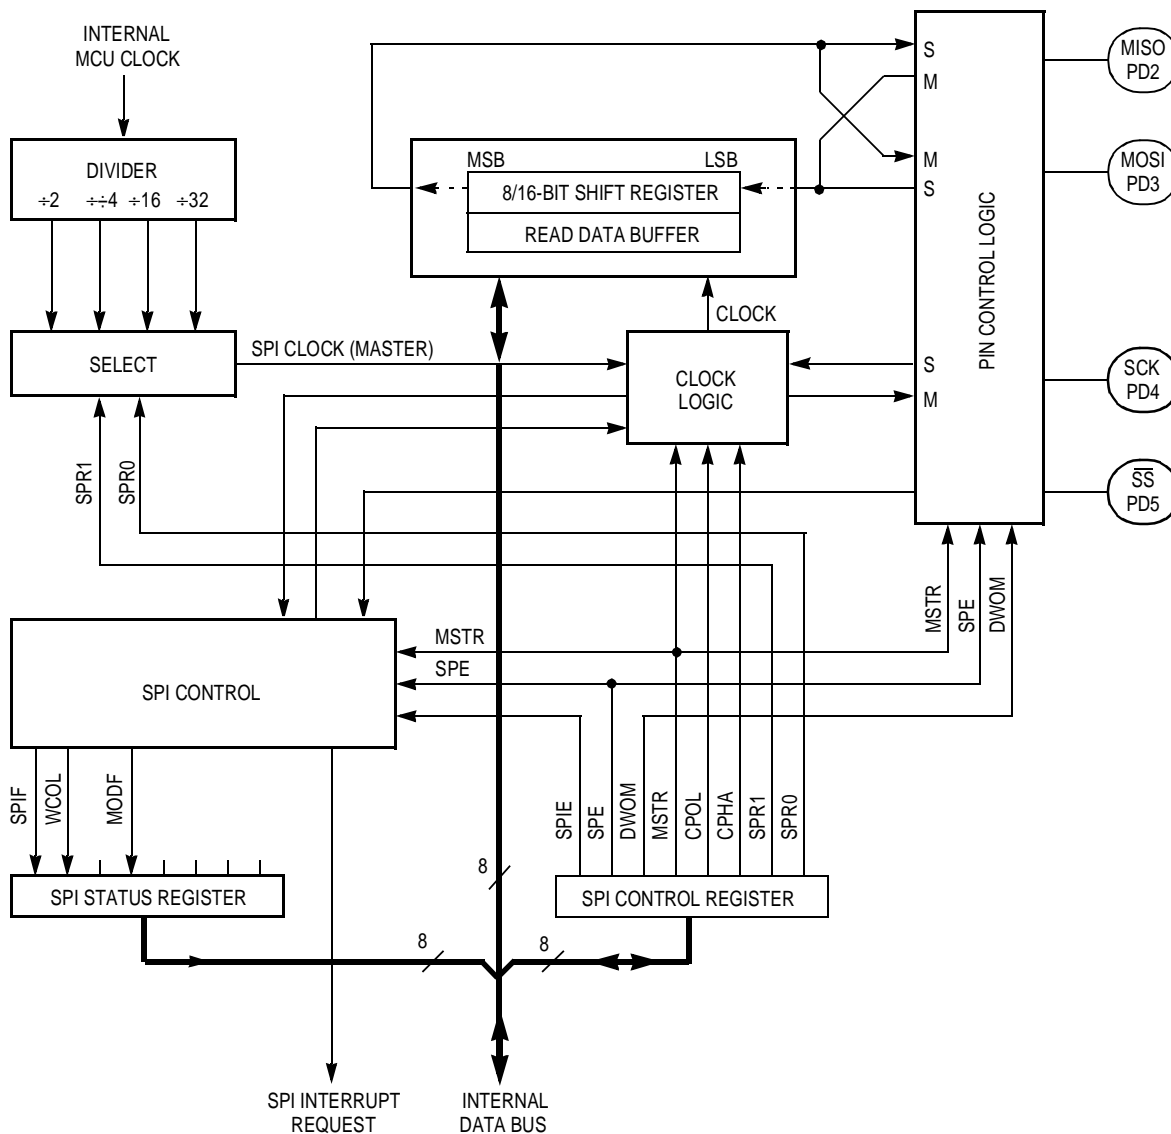 INTERNAL
MCU CLOCK
DIVIDER
÷2 ÷÷4 ÷16 ÷32
SELECT
SPI CLOCK (MASTER)
SPR1
SPR0
MSB LSB
8/16-BIT SHIFT REGISTER
READ DATA BUFFER
CLOCK
CLOCK
LOGIC
S
M
M
S
S
M
PIN CONTROL LOGIC
MISO
PD2
MOSI
PD3
SCK
PD4
SS
PD5
MSTR
SPE
DWOM
SPI CONTROL
MSTR
SPE
SPIF
WCOL
MODF
SPIE
SPE
DWOM
MSTR
CPOL
CPHA
SPR1
SPR0
SPI STATUS REGISTER
8
SPI CONTROL REGISTER
8
8
SPI INTERRUPT
REQUEST
INTERNAL
DATA BUS